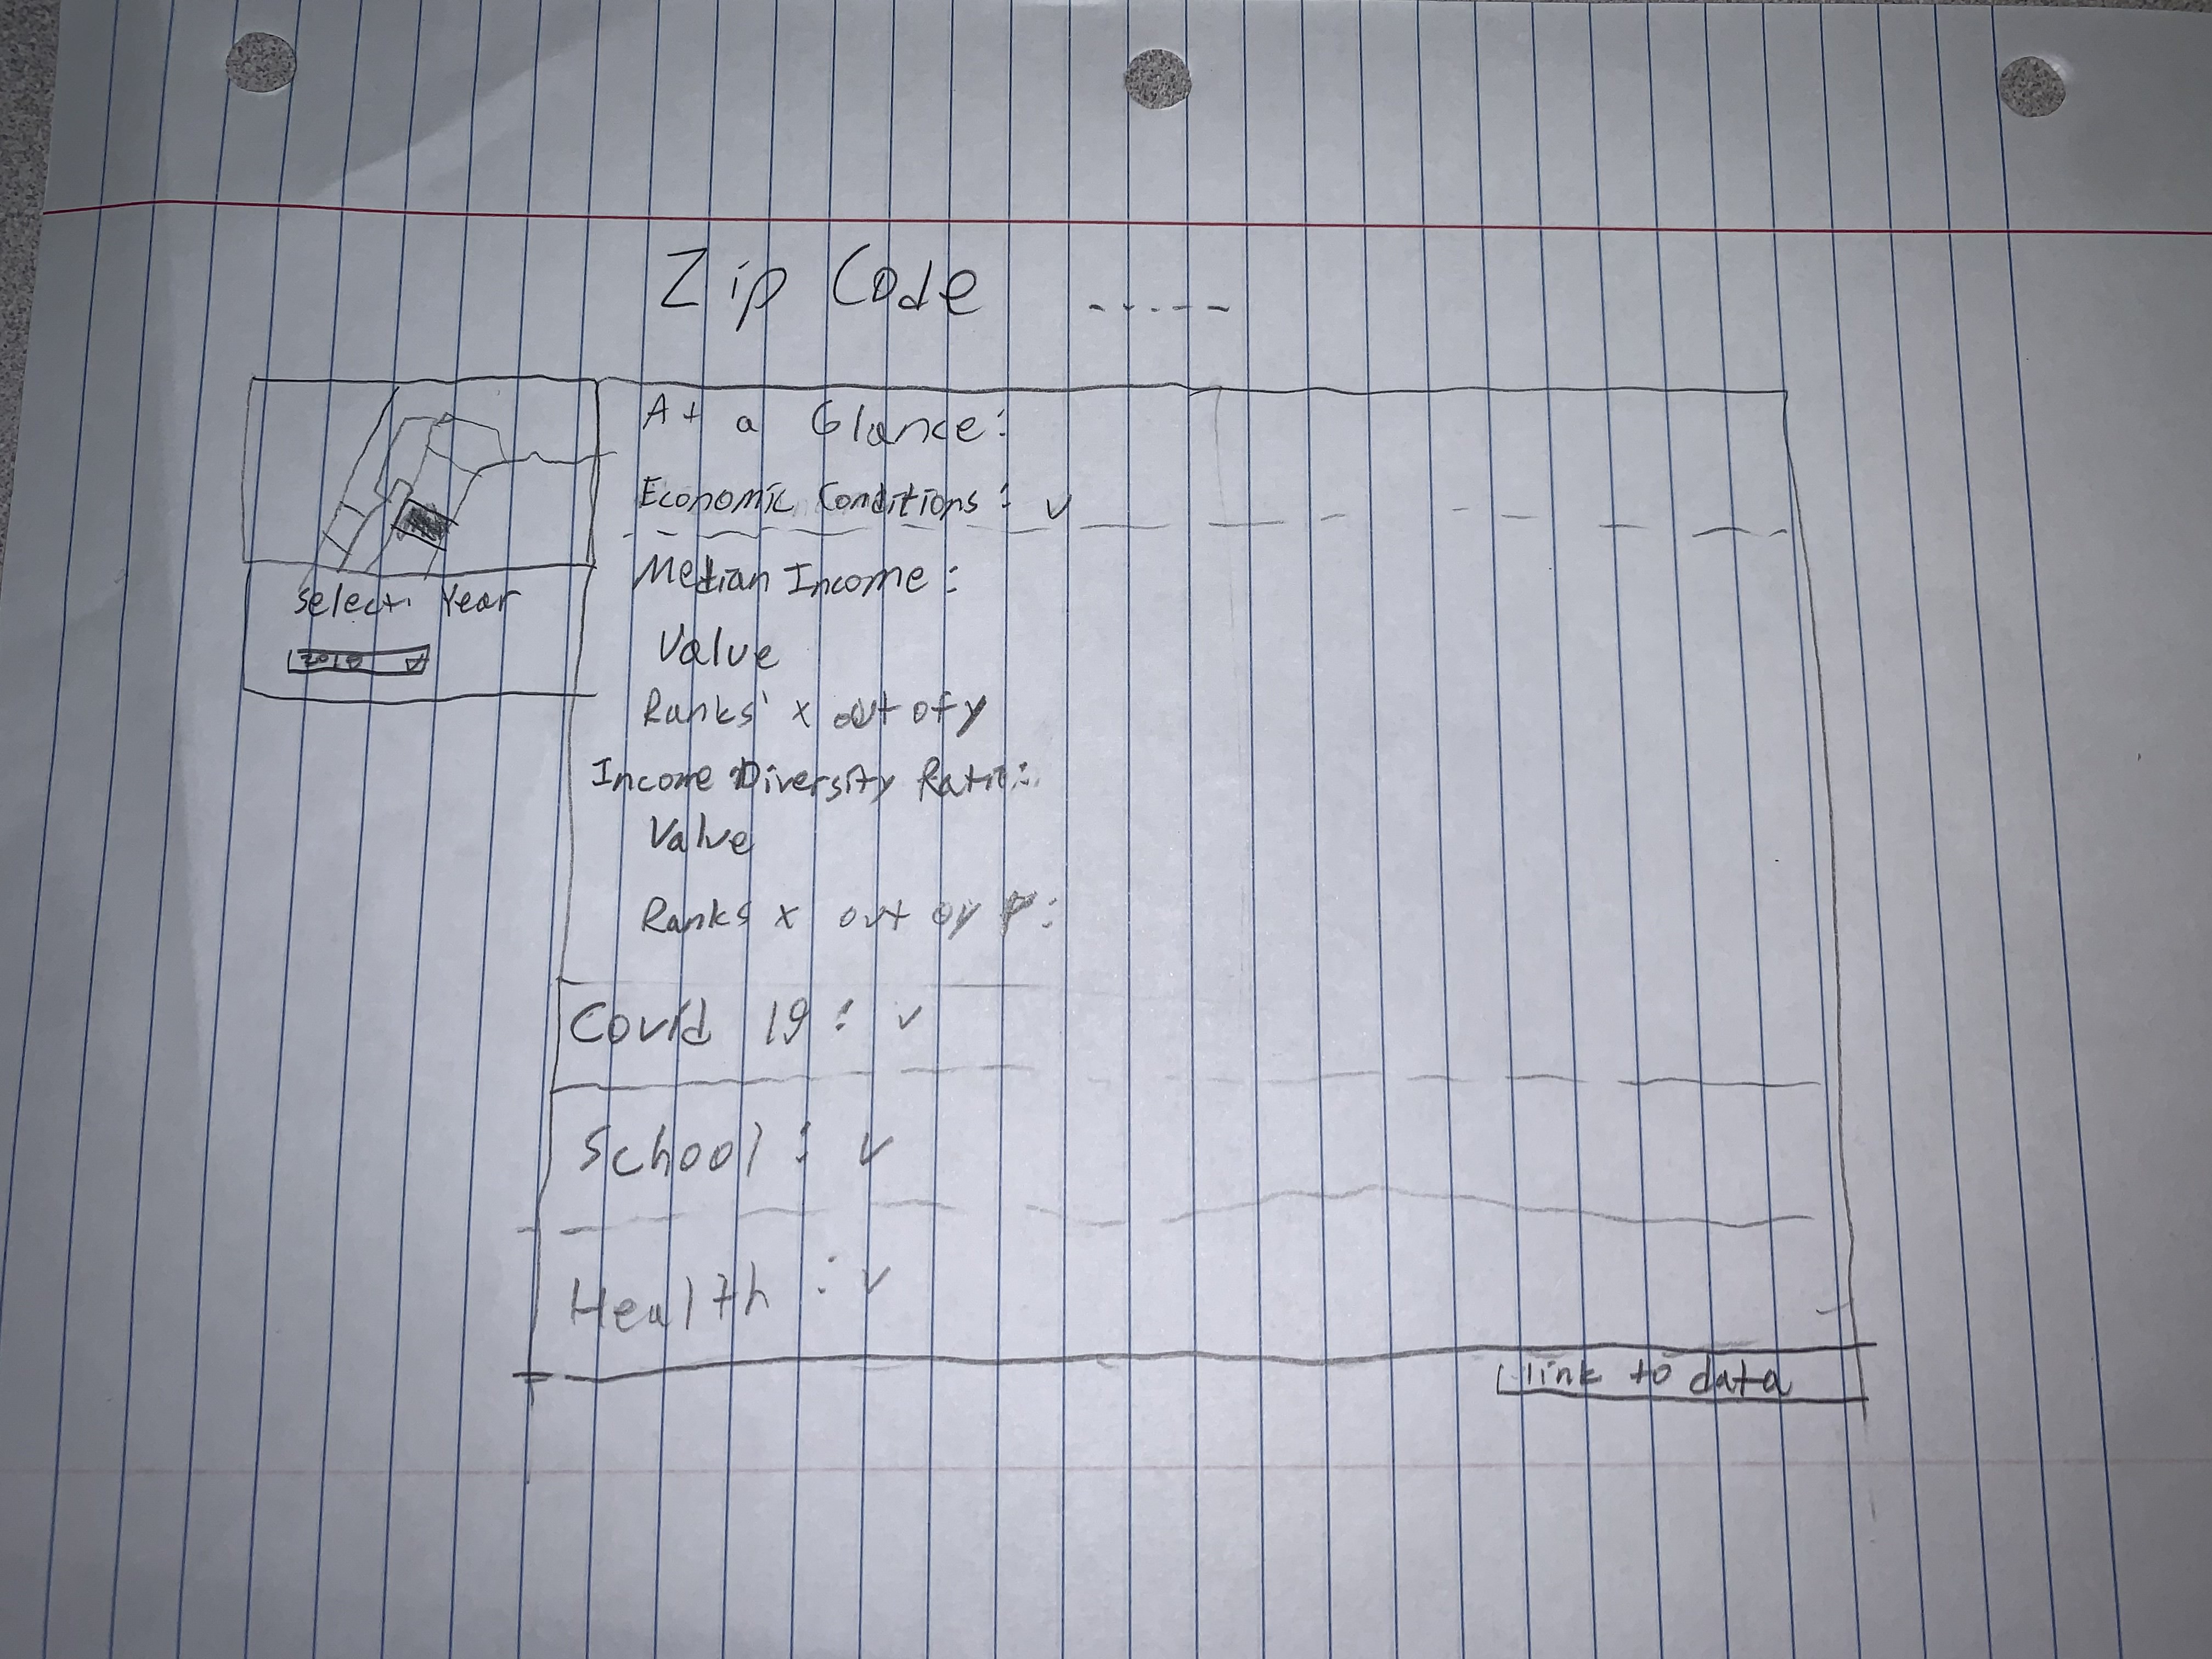 Zip Code -----
At a Glance:
Economic Conditions: v
Median Income:
Value
Ranks x out of y
Income Diversity Ratio:
Value
Ranks x out oy y:
Covid 19: v
School: v
Health: v
link to data
Select Year
2018